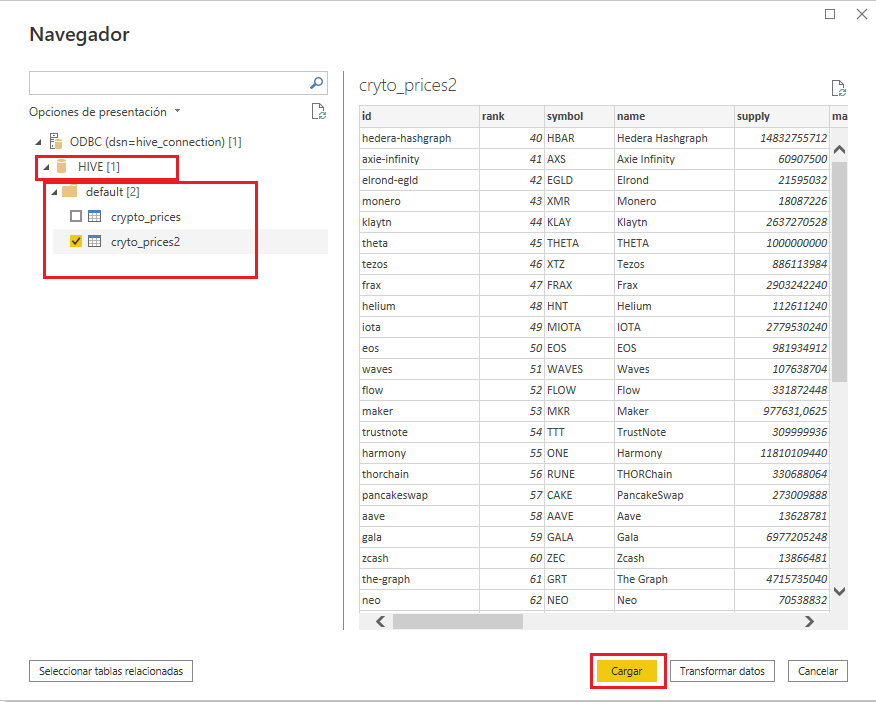 Navegador
Opciones de presentación
ODBC (dsn=hive_connection) [1]
HIVE [1]
default [2]
crypto_prices
cryto_prices2
cryto_prices2
id rank symbol name supply ma
hedera-hashgraph 40 HBAR Hedera Hashgraph 14832755712
axie-infinity 41 AXS Axie Infinity 60907500
elrond-egld 42 EGLD Elrond 21595032
monero 43 XMR Monero 18087226
klaytn 44 KLAY Klaytn 2637270528
theta 45 THETA THETA 1000000000
tezos 46 XTZ Tezos 886113984
frax 47 FRAX Frax 2903242240
helium 48 HNT Helium 112611240
iota 49 MIOTA IOTA 2779530240
eos 50 EOS EOS 981934912
waves 51 WAVES Waves 107638704
flow 52 FLOW Flow 331872448
maker 53 MKR Maker 977631,0625
trustnote 54 TTT TrustNote 309999936
harmony 55 ONE Harmony 11810109440
thorchain 56 RUNE THORChain 330688064
pancakeswap 57 CAKE PancakeSwap 273009888
aave 58 AAVE Aave 13628781
gala 59 GALA Gala 6977205248
zcash 60 ZEC Zcash 13866481
the-graph 61 GRT The Graph 4715735040
neo 62 NEO Neo 70538832
Seleccionar tablas relacionadas
Cargar
Transformar datos
Cancelar